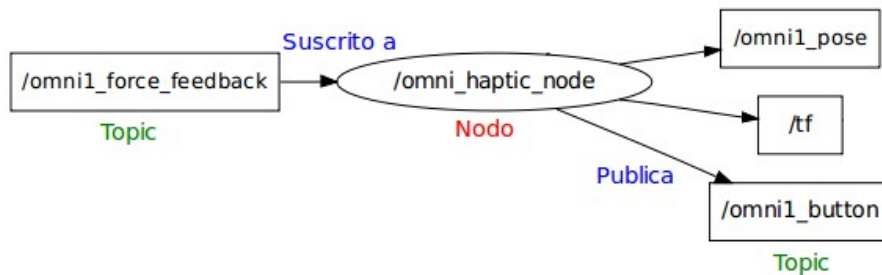 Suscrito a
/omni1_force_feedback
Topic
/omni_haptic_node
Nodo
Publica
/omni1_pose
/tf
/omni1_button
Topic